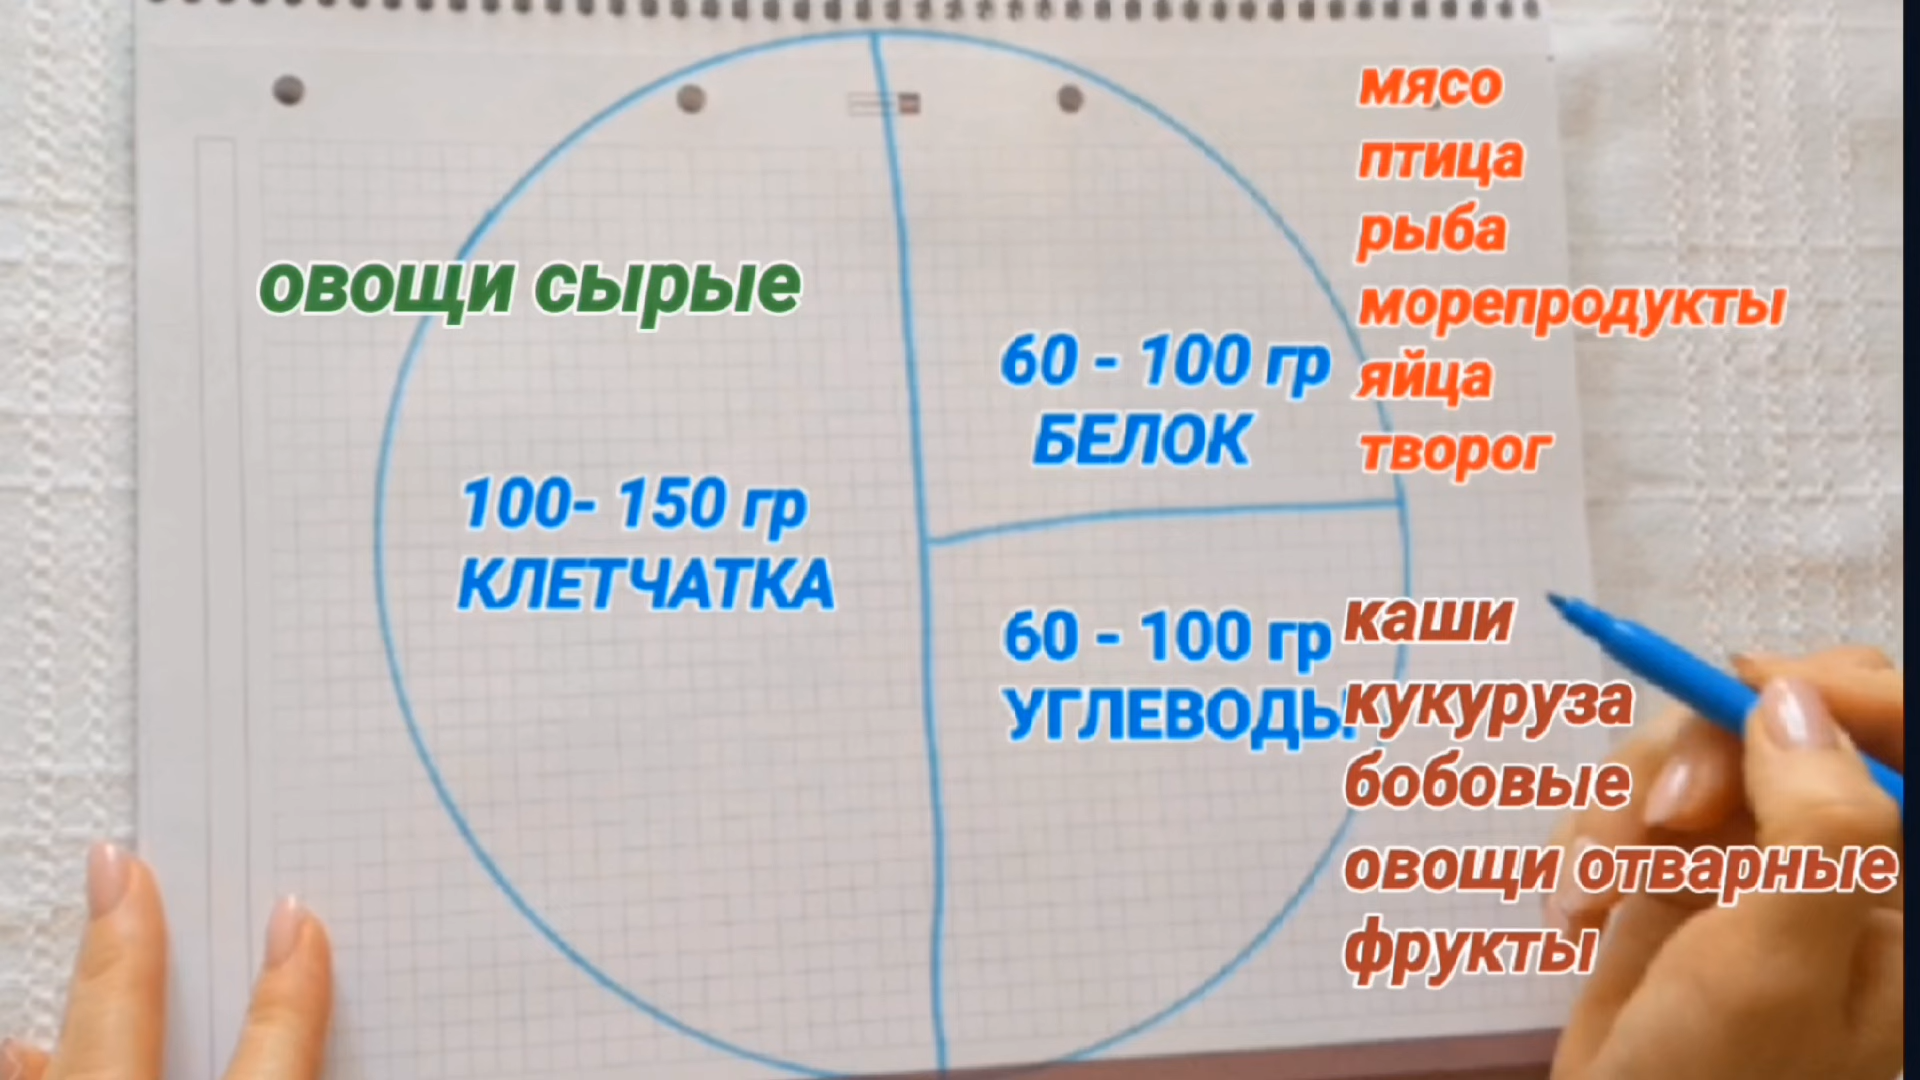 овощи сырые
100- 150 гр
КЛЕТЧАТКА
60 - 100 гр
БЕЛОК
мясо
птица
рыба
морепродукты
яйца
творог
60 - 100 гр
УГЛЕВОДЫ
каши
кукуруза
бобовые
овощи отварные
фрукты